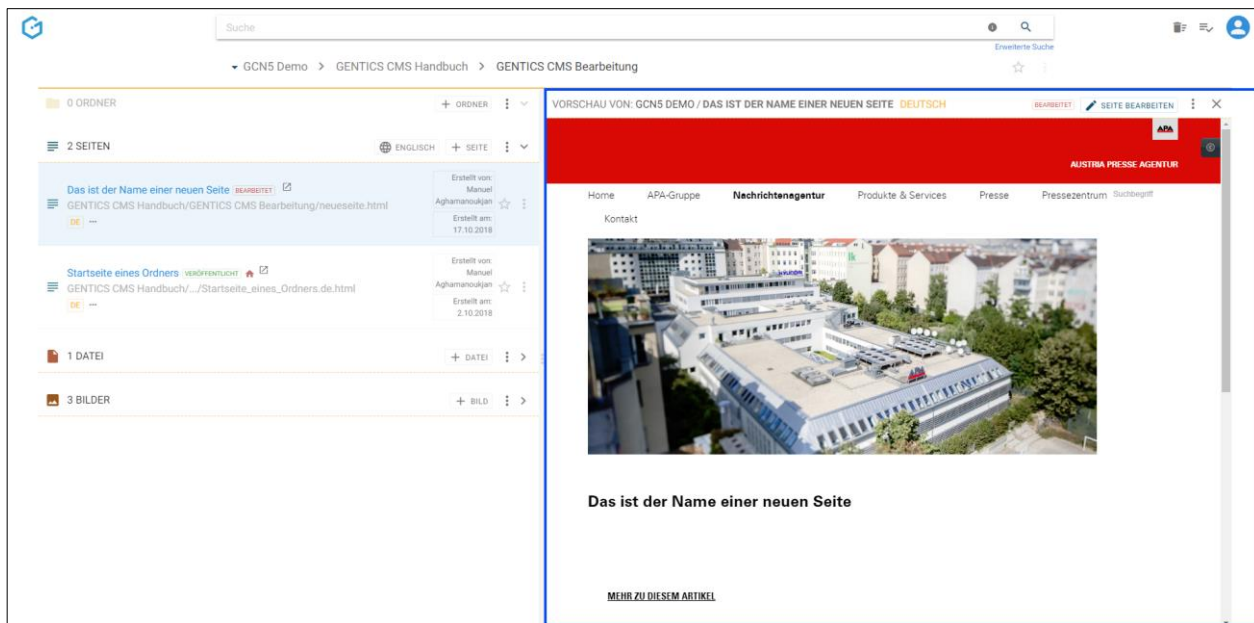 Suche
Erweiterte Suche
GCN5 Demo > GENTICS CMS Handbuch > GENTICS CMS Bearbeitung
0 ORDNER + ORDNER
2 SEITEN ENGLISCH + SEITE
Das ist der Name einer neuen Seite BEARBEITET
GENTICS CMS Handbuch/GENTICS CMS Bearbeitung/neueseite.html
DE
Erstellt von:
Manuel
Aghamanoukjan
Erstellt am:
17.10.2018
Startseite eines Ordners VERÖFFENTLICHT
GENTICS CMS Handbuch/.../Startseite_eines_Ordners.de.html
DE
Erstellt von:
Manuel
Aghamanoukjan
Erstellt am:
2.10.2018
1 DATEI + DATEI
3 BILDER + BILD
VORSCHAU VON: GCN5 DEMO / DAS IST DER NAME EINER NEUEN SEITE DEUTSCH BEARBEITET SEITE BEARBEITEN
APA
AUSTRIA PRESSE AGENTUR
Home APA-Gruppe Nachrichtenagentur Produkte & Services Presse Pressezentrum Suchbegriff
Kontakt
APA
Das ist der Name einer neuen Seite
MEHR ZU DIESEM ARTIKEL